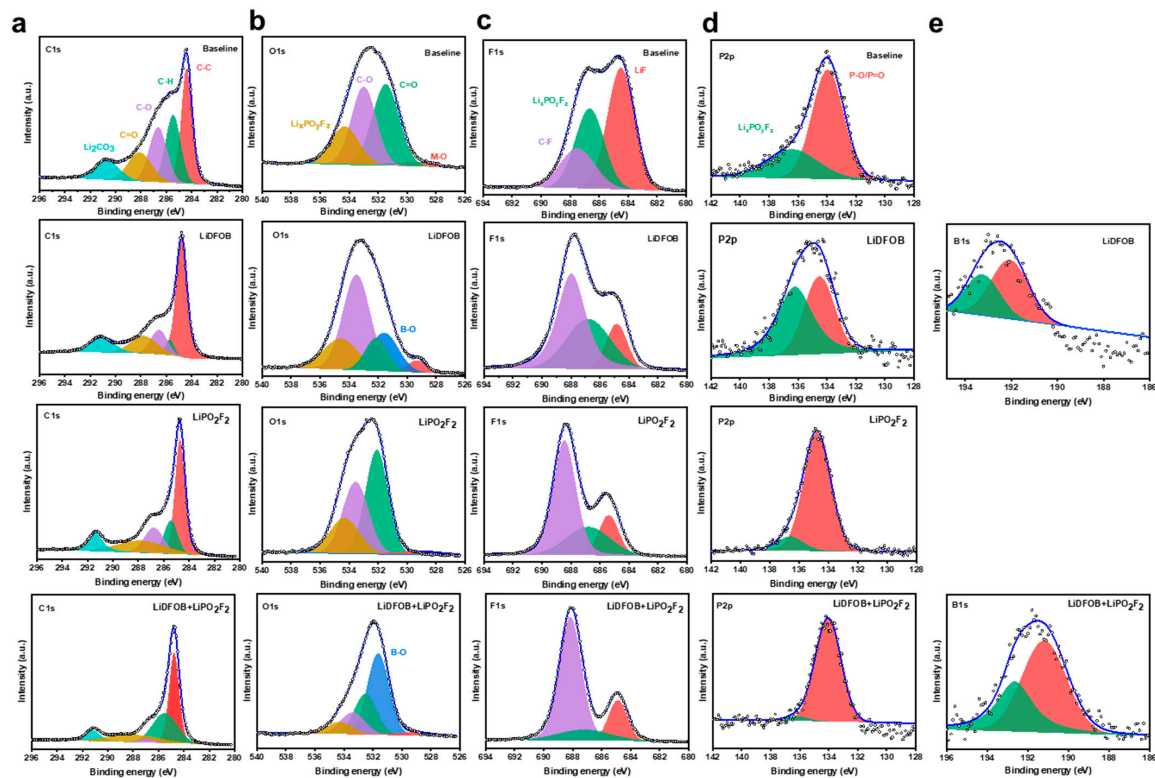 a b c d e
C1s
Baseline
C-C
C-H
C-O
C=O
Li2CO3
Intensity (a.u.)
296 294 292 290 288 286 284 282 280
Binding energy (eV)
O1s
Baseline
C-O
C=O
LixPOyFz
M-O
Intensity (a.u.)
540 538 536 534 532 530 528 526
Binding energy (eV)
F1s
Baseline
LiF
LixPOyFz
C-F
Intensity (a.u.)
694 692 690 688 686 684 682 680
Binding energy (eV)
P2p
Baseline
P-O/P=O
LixPOyFz
Intensity (a.u.)
142 140 138 136 134 132 130 128
Binding energy (eV)
C1s
LiDFOB
Intensity (a.u.)
296 294 292 290 288 286 284 282 280
Binding energy (eV)
O1s
LiDFOB
B-O
Intensity (a.u.)
540 538 536 534 532 530 528 526
Binding energy (eV)
F1s
LiDFOB
Intensity (a.u.)
694 692 690 688 686 684 682 680
Binding energy (eV)
P2p
LiDFOB
Intensity (a.u.)
142 140 138 136 134 132 130 128
Binding energy (eV)
B1s
LiDFOB
Intensity (a.u.)
194 192 190 188 186
Binding energy (eV)
C1s
LiPO2F2
Intensity (a.u.)
296 294 292 290 288 286 284 282 280
Binding energy (eV)
O1s
LiPO2F2
Intensity (a.u.)
540 538 536 534 532 530 528 526
Binding energy (eV)
F1s
LiPO2F2
Intensity (a.u.)
694 692 690 688 686 684 682 680
Binding energy (eV)
P2p
LiPO2F2
Intensity (a.u.)
142 140 138 136 134 132 130 128
Binding energy (eV)
C1s
LiDFOB+LiPO2F2
Intensity (a.u.)
296 294 292 290 288 286 284 282 280
Binding energy (eV)
O1s
LiDFOB+LiPO2F2
B-O
Intensity (a.u.)
540 538 536 534 532 530 528 526
Binding energy (eV)
F1s
LiDFOB+LiPO2F2
Intensity (a.u.)
694 692 690 688 686 684 682 680
Binding energy (eV)
P2p
LiDFOB+LiPO2F2
Intensity (a.u.)
142 140 138 136 134 132 130 128
Binding energy (eV)
B1s
LiDFOB+LiPO2F2
Intensity (a.u.)
196 194 192 190 188 186
Binding energy (eV)